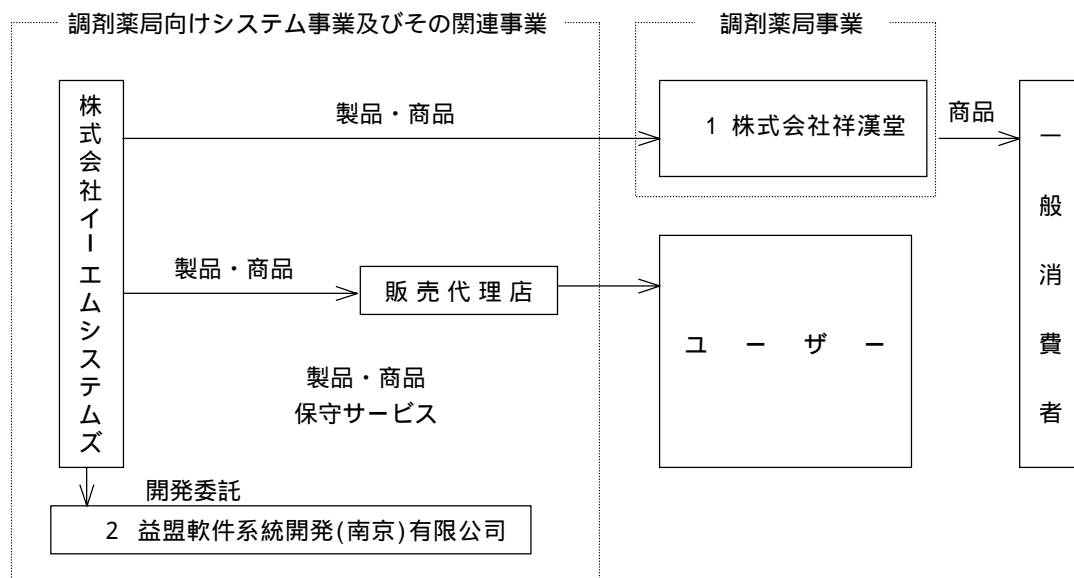 調剤薬局向けシステム事業及びその関連事業
調剤薬局事業
株式会社イーエムシステムズ
製品・商品
1 株式会社祥漢堂
商品
一般消費者
製品・商品
販売代理店
ユーザー
製品・商品
保守サービス
開発委託
2 益盟軟件系統開発(南京)有限公司